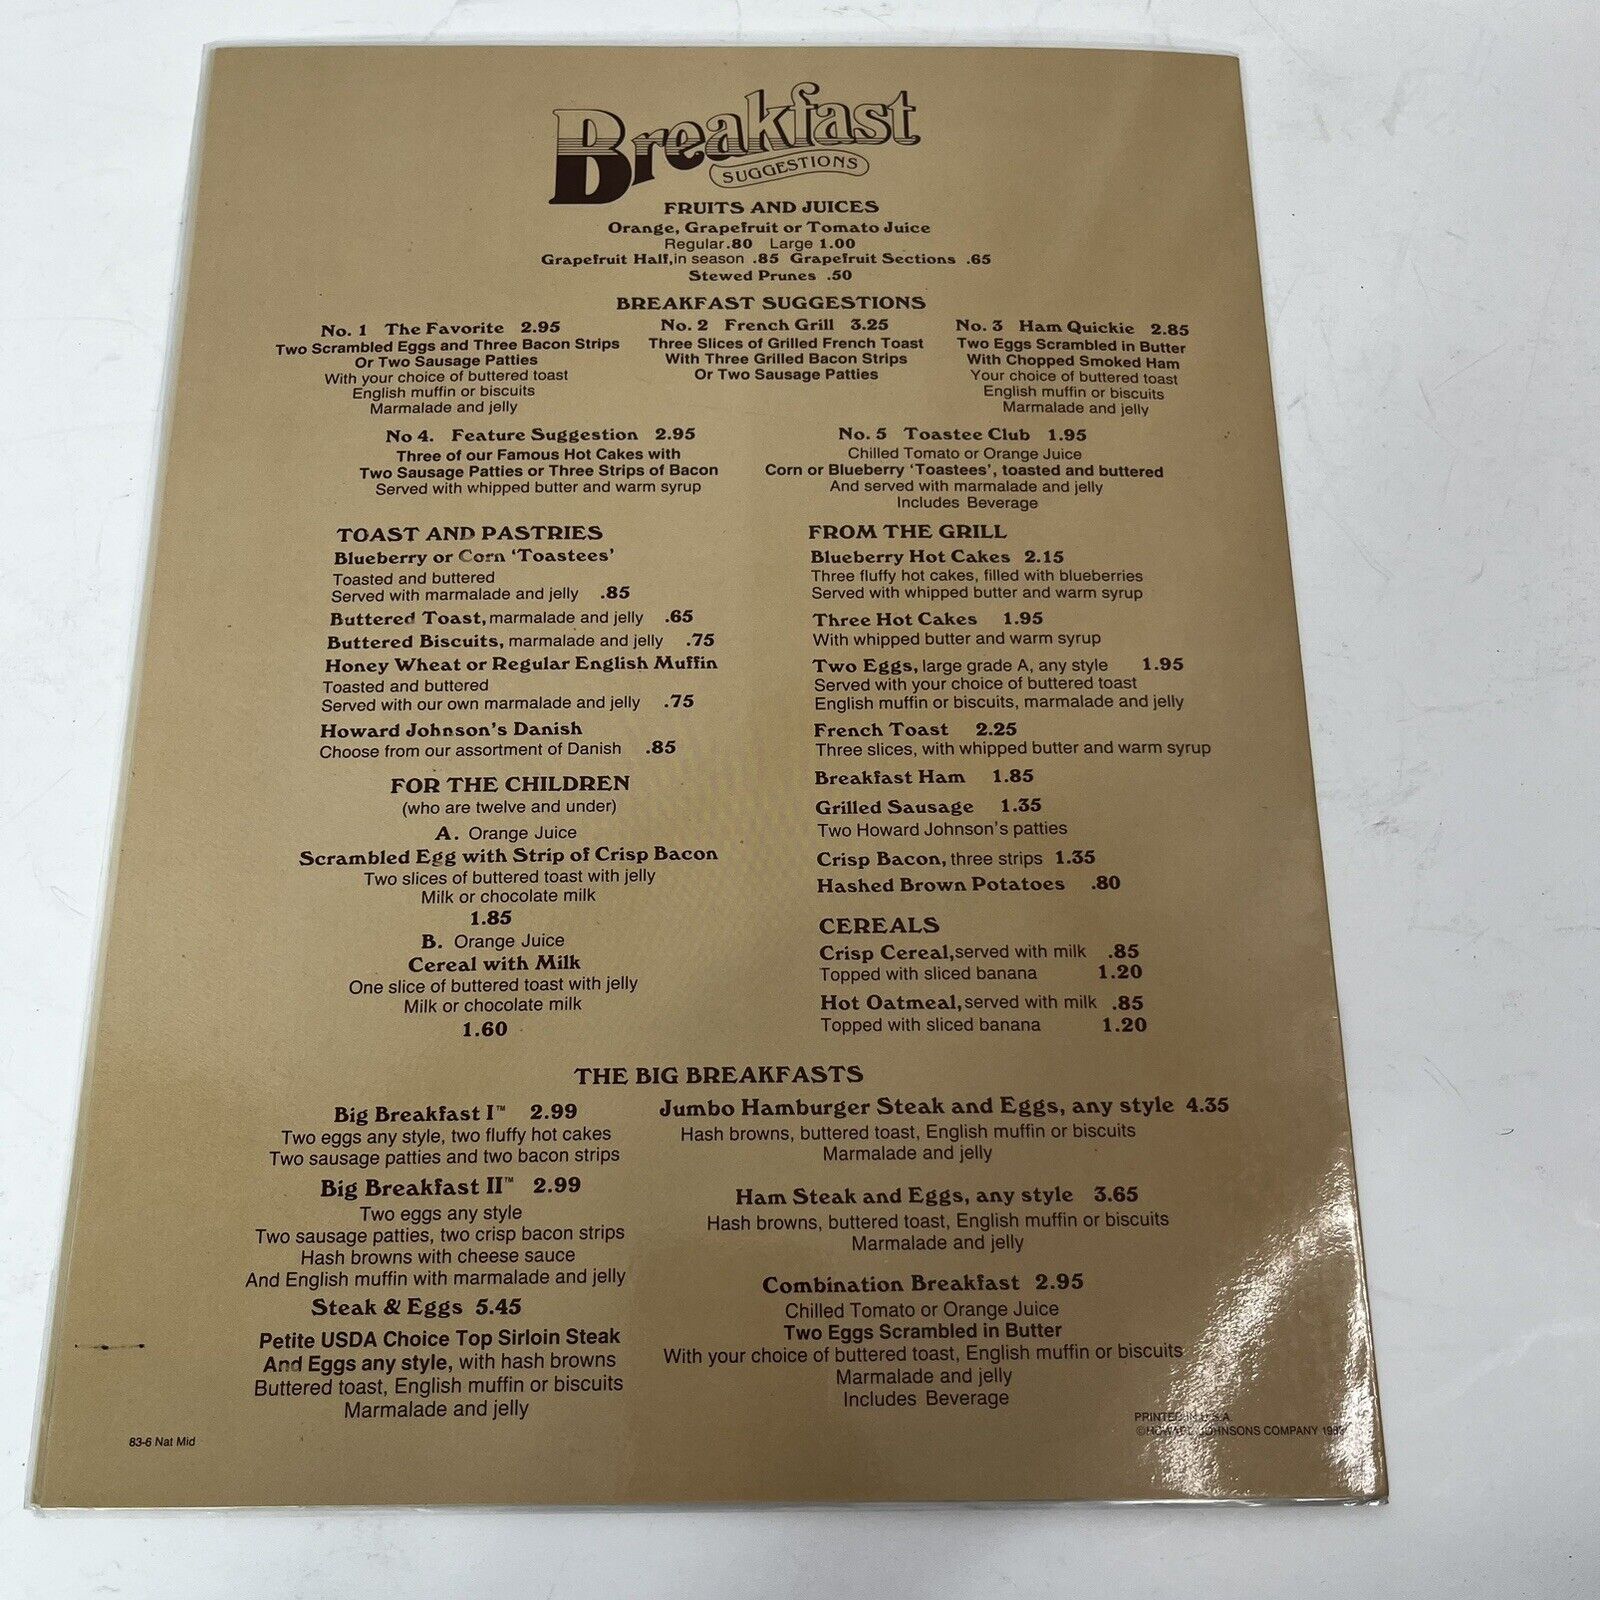 Breakfast
SUGGESTIONS
FRUITS AND JUICES
Orange, Grapefruit or Tomato Juice
Regular .80 Large 1.00
Grapefruit Half, in season .85 Grapefruit Sections .65
Stewed Prunes .50
BREAKFAST SUGGESTIONS
No. 1 The Favorite 2.95
Two Scrambled Eggs and Three Bacon Strips
Or Two Sausage Patties
With your choice of buttered toast
English muffin or biscuits
Marmalade and jelly
No. 2 French Grill 3.25
Three Slices of Grilled French Toast
With Three Grilled Bacon Strips
Or Two Sausage Patties
No. 3 Ham Quickie 2.85
Two Eggs Scrambled in Butter
With Chopped Smoked Ham
Your choice of buttered toast
English muffin or biscuits
Marmalade and jelly
No 4. Feature Suggestion 2.95
Three of our Famous Hot Cakes with
Two Sausage Patties or Three Strips of Bacon
Served with whipped butter and warm syrup
No. 5 Toastee Club 1.95
Chilled Tomato or Orange Juice
Corn or Blueberry 'Toastees', toasted and buttered
And served with marmalade and jelly
Includes Beverage
TOAST AND PASTRIES
Blueberry or Corn 'Toastees'
Toasted and buttered
Served with marmalade and jelly .85
Buttered Toast, marmalade and jelly .65
Buttered Biscuits, marmalade and jelly .75
Honey Wheat or Regular English Muffin
Toasted and buttered
Served with our own marmalade and jelly .75
Howard Johnson's Danish
Choose from our assortment of Danish .85
FOR THE CHILDREN
(who are twelve and under)
A. Orange Juice
Scrambled Egg with Strip of Crisp Bacon
Two slices of buttered toast with jelly
Milk or chocolate milk
1.85
B. Orange Juice
Cereal with Milk
One slice of buttered toast with jelly
Milk or chocolate milk
1.60
FROM THE GRILL
Blueberry Hot Cakes 2.15
Three fluffy hot cakes, filled with blueberries
Served with whipped butter and warm syrup
Three Hot Cakes 1.95
With whipped butter and warm syrup
Two Eggs, large grade A, any style 1.95
Served with your choice of buttered toast
English muffin or biscuits, marmalade and jelly
French Toast 2.25
Three slices, with whipped butter and warm syrup
Breakfast Ham 1.85
Grilled Sausage 1.35
Two Howard Johnson's patties
Crisp Bacon, three strips 1.35
Hashed Brown Potatoes .80
CEREALS
Crisp Cereal, served with milk .85
Topped with sliced banana 1.20
Hot Oatmeal, served with milk .85
Topped with sliced banana 1.20
THE BIG BREAKFASTS
Big Breakfast I™ 2.99
Two eggs any style, two fluffy hot cakes
Two sausage patties and two bacon strips
Big Breakfast II™ 2.99
Two eggs any style
Two sausage patties, two crisp bacon strips
Hash browns with cheese sauce
And English muffin with marmalade and jelly
Steak & Eggs 5.45
Petite USDA Choice Top Sirloin Steak
And Eggs any style, with hash browns
Buttered toast, English muffin or biscuits
Marmalade and jelly
Jumbo Hamburger Steak and Eggs, any style 4.35
Hash browns, buttered toast, English muffin or biscuits
Marmalade and jelly
Ham Steak and Eggs, any style 3.65
Hash browns, buttered toast, English muffin or biscuits
Marmalade and jelly
Combination Breakfast 2.95
Chilled Tomato or Orange Juice
Two Eggs Scrambled in Butter
With your choice of buttered toast, English muffin or biscuits
Marmalade and jelly
Includes Beverage
83-6 Nat Mid
PRINTED IN U.S.A.
©HOWARD JOHNSONS COMPANY